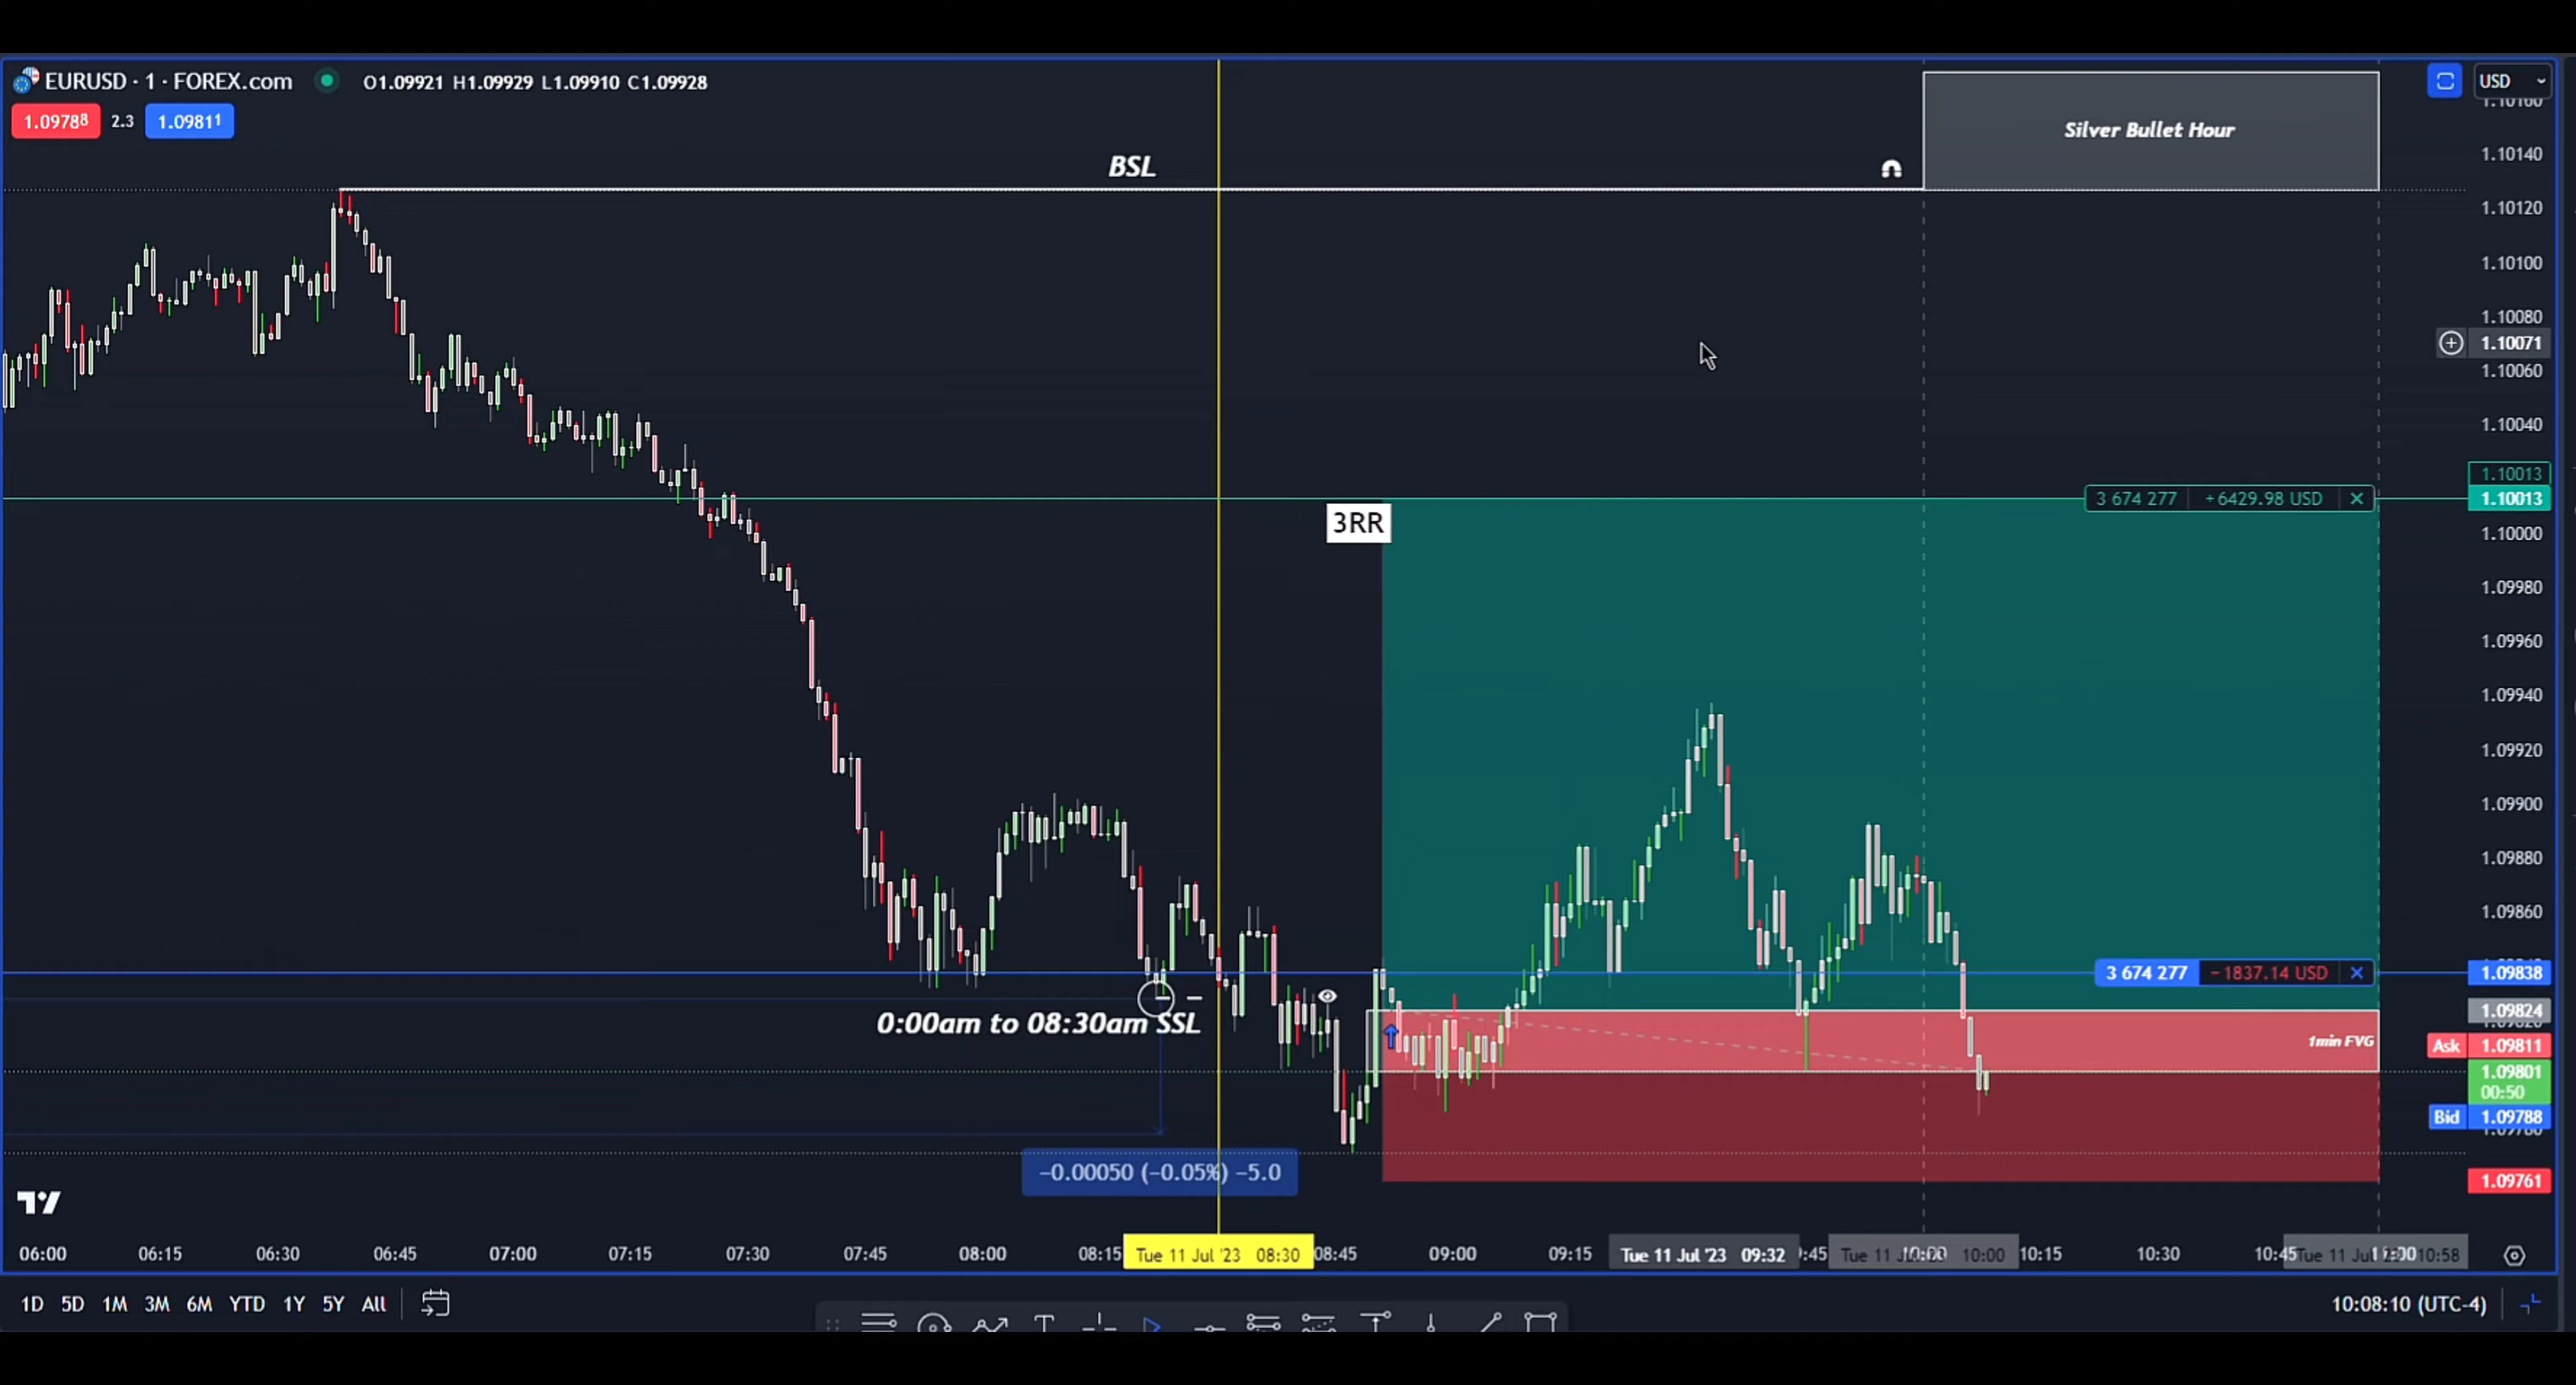 EURUSD · 1 · FOREX.com O1.09921 H1.09929 L1.09910 C1.09928
1.09788 2.3 1.09811
USD
Silver Bullet Hour
BSL
1.10140
1.10120
1.10100
1.10080
1.10071
1.10060
1.10040
1.10013
3 674 277 +6429.98 USD 1.10013
3RR
1.10000
1.09980
1.09960
1.09940
1.09920
1.09900
1.09880
1.09860
3 674 277 −1837.14 USD 1.09838
1.09824
0:00am to 08:30am SSL
1min FVG
Ask 1.09811
1.09801
00:50
Bid 1.09788
−0.00050 (−0.05%) −5.0
1.09761
06:00 06:15 06:30 06:45 07:00 07:15 07:30 07:45 08:00 08:15 Tue 11 Jul '23 08:30 08:45 09:00 09:15 Tue 11 Jul '23 09:32 10:00 10:00 10:15 10:30 10:45 10:58
1D 5D 1M 3M 6M YTD 1Y 5Y All
10:08:10 (UTC-4)